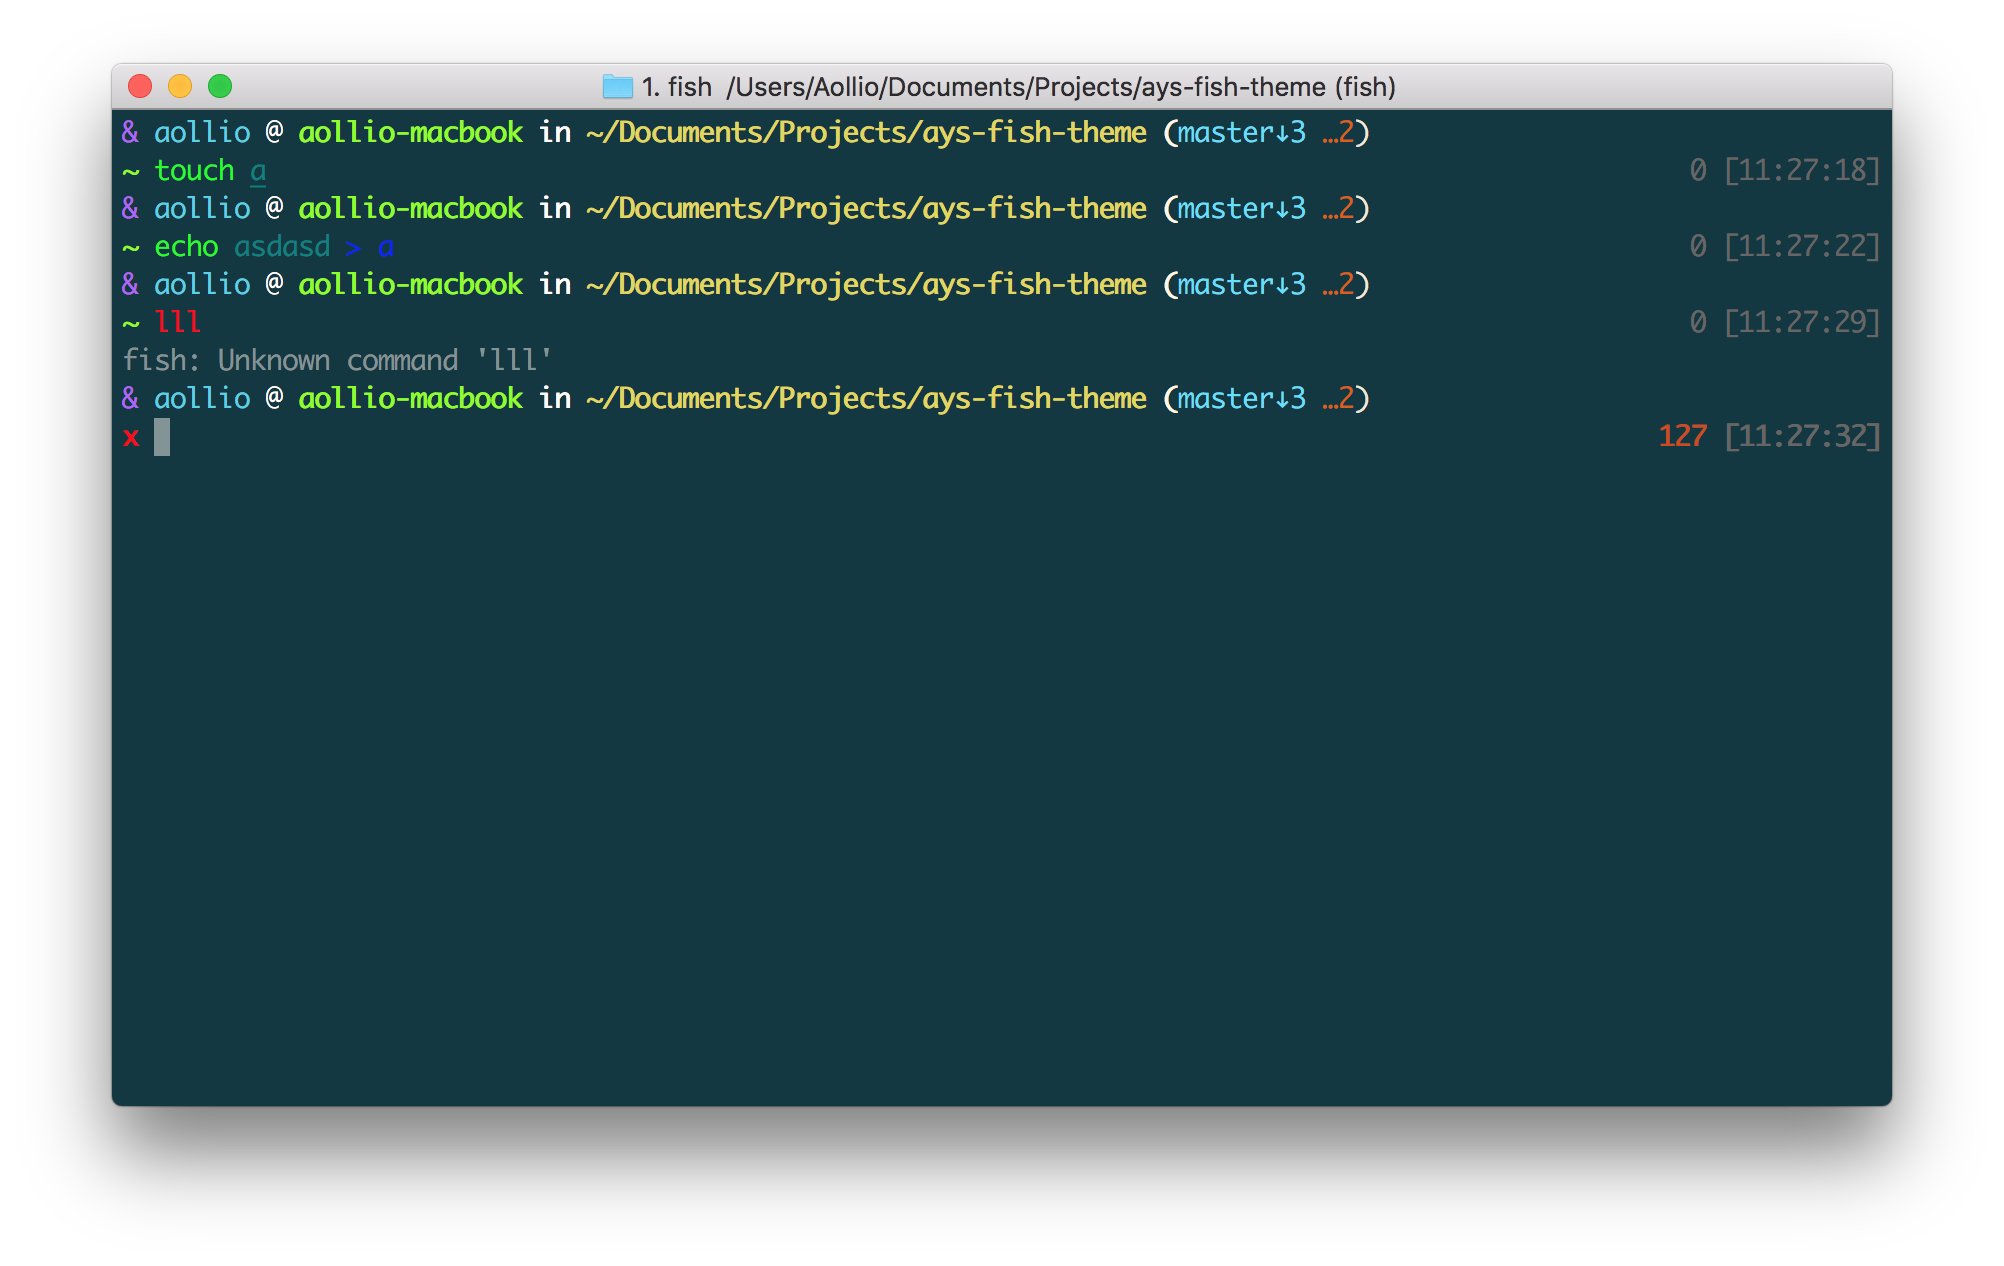 1. fish  /Users/Aollio/Documents/Projects/ays-fish-theme (fish)
& aollio @ aollio-macbook in ~/Documents/Projects/ays-fish-theme (master↓3 …2)
~ touch a 0 [11:27:18]
& aollio @ aollio-macbook in ~/Documents/Projects/ays-fish-theme (master↓3 …2)
~ echo asdasd > a 0 [11:27:22]
& aollio @ aollio-macbook in ~/Documents/Projects/ays-fish-theme (master↓3 …2)
~ lll 0 [11:27:29]
fish: Unknown command 'lll'
& aollio @ aollio-macbook in ~/Documents/Projects/ays-fish-theme (master↓3 …2)
x 127 [11:27:32]